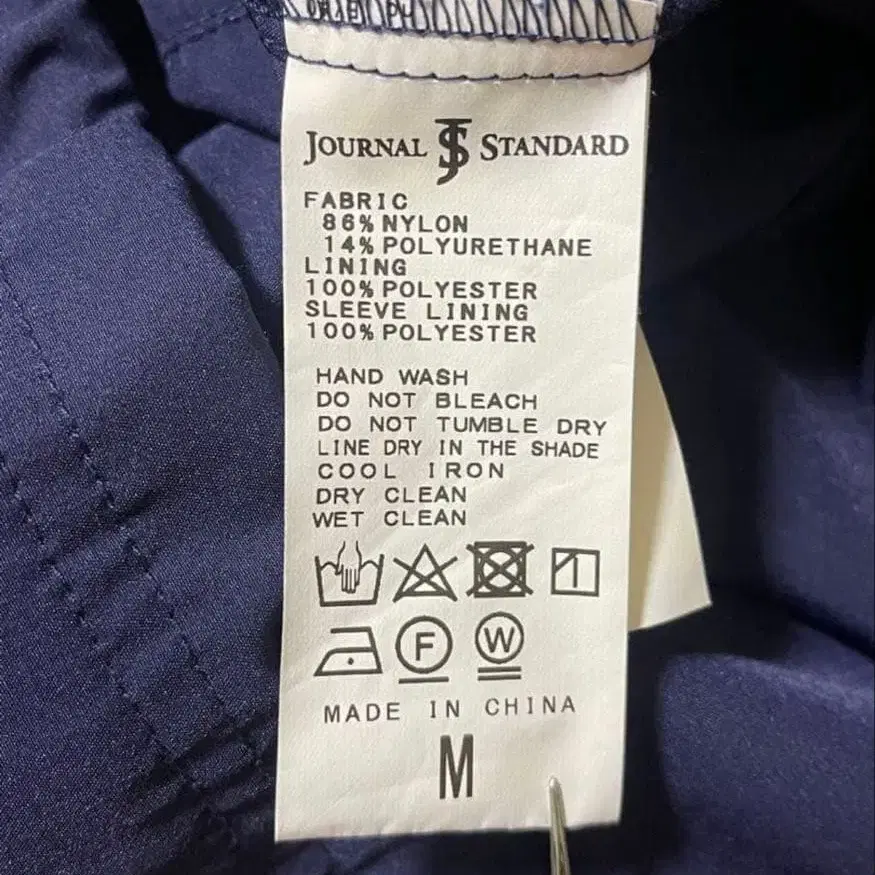 JOURNAL JS STANDARD
FABRIC
86% NYLON
14% POLYURETHANE
LINING
100% POLYESTER
SLEEVE LINING
100% POLYESTER
HAND WASH
DO NOT BLEACH
DO NOT TUMBLE DRY
LINE DRY IN THE SHADE
COOL IRON
DRY CLEAN
WET CLEAN
F W
MADE IN CHINA
M